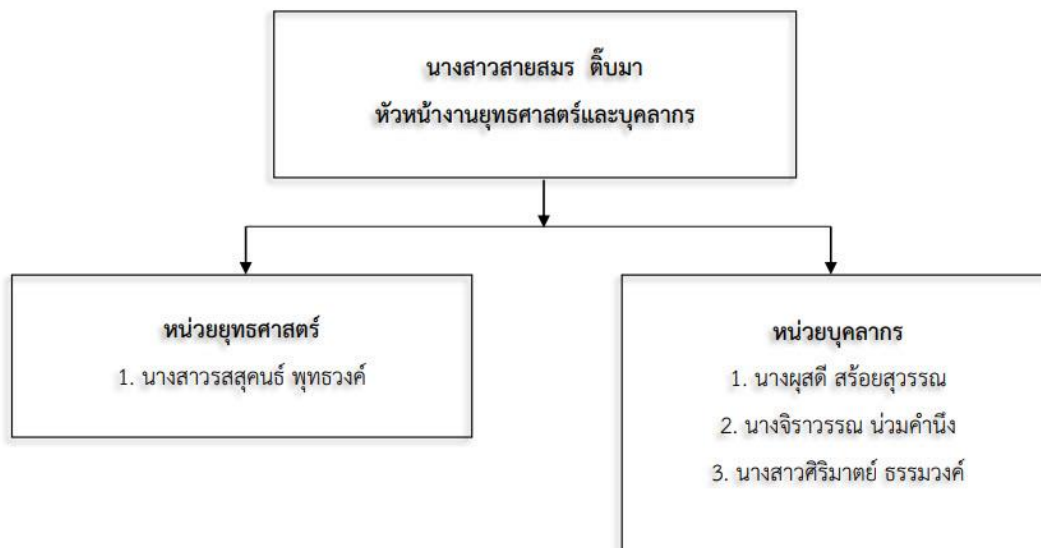 นางสาวสายสมร ติ๊บมา
หัวหน้างานยุทธศาสตร์และบุคลากร
หน่วยยุทธศาสตร์
1. นางสาวรสสุคนธ์ พุทธวงค์
หน่วยบุคลากร
1. นางผุสดี สร้อยสุวรรณ
2. นางจิราวรรณ น่วมคำนึง
3. นางสาวศิริมาตย์ ธรรมวงค์